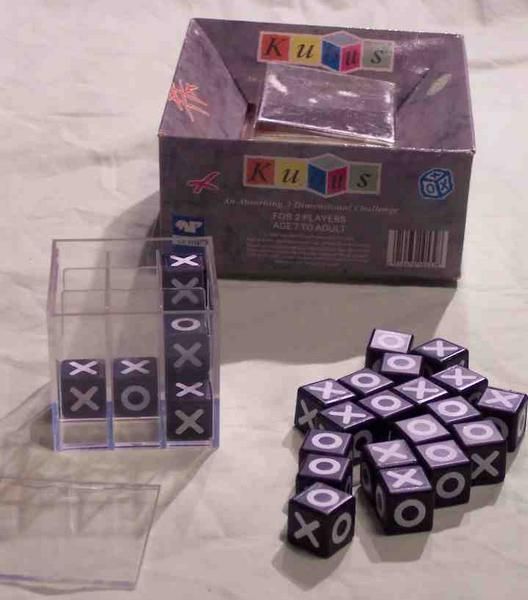 Kubus
Kubus
An Absorbing 3 Dimensional Challenge
FOR 2 PLAYERS
AGE 7 TO ADULT
X
X
O
X
X X X
X O X
O X
O
X O X X
X X O O X
O O O X
O X O X
O X O
X O